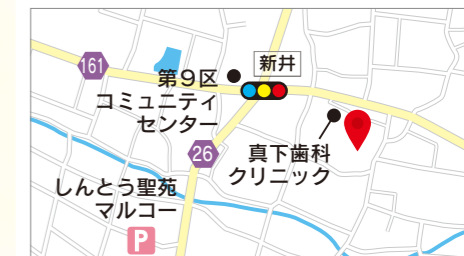 161
新井
第9区
コミュニティ
センター
26
真下歯科
クリニック
しんとう聖苑
マルコー
P